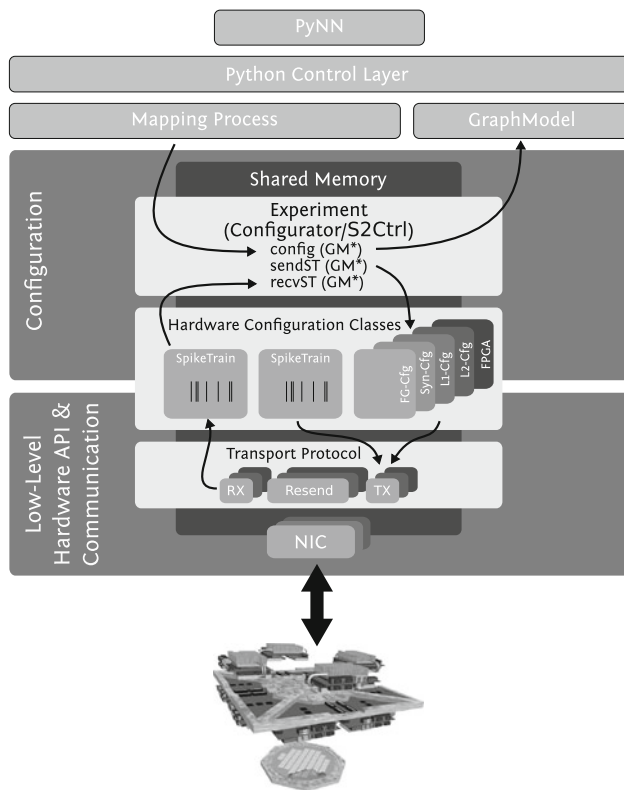 PyNN
Python Control Layer
Mapping Process
GraphModel
Configuration
Shared Memory
Experiment
(Configurator/S2Ctrl)
config (GM*)
sendST (GM*)
recvST (GM*)
Hardware Configuration Classes
SpikeTrain
SpikeTrain
FG-Cfg
Syn-Cfg
L1-Cfg
L2-Cfg
FPGA
Low-Level
Hardware API &
Communication
Transport Protocol
RX
Resend
TX
NIC